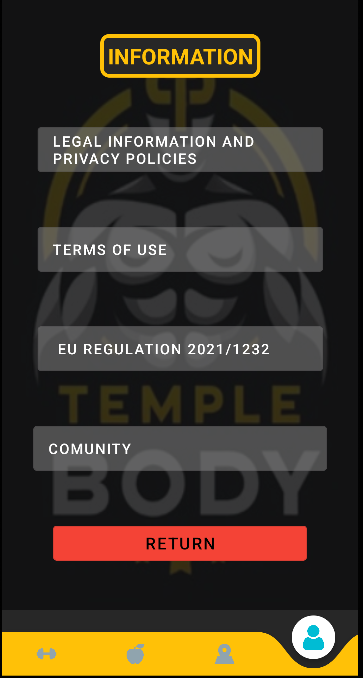 INFORMATION
LEGAL INFORMATION AND
PRIVACY POLICIES
TERMS OF USE
EU REGULATION 2021/1232
TEMPLE
COMUNITY
BODY
RETURN